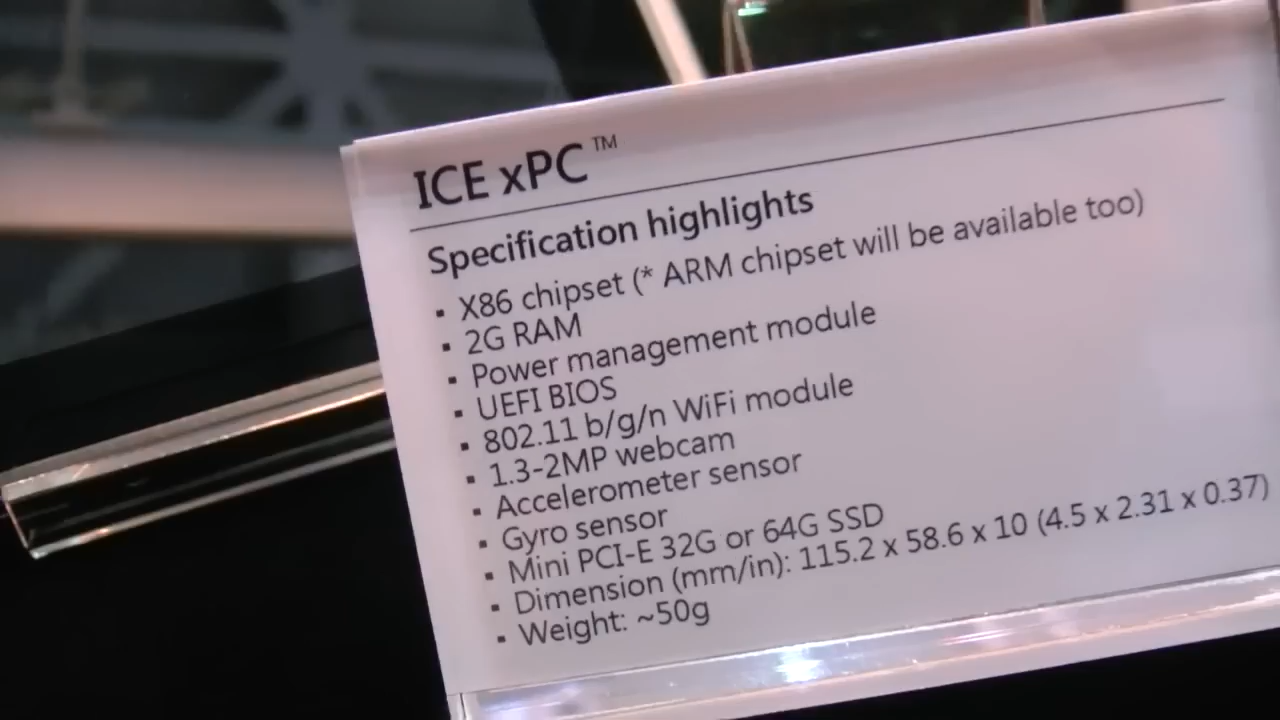 ICE xPC™
Specification highlights
▪ X86 chipset (* ARM chipset will be available too)
▪ 2G RAM
▪ Power management module
▪ UEFI BIOS
▪ 802.11 b/g/n WiFi module
▪ 1.3-2MP webcam
▪ Accelerometer sensor
▪ Gyro sensor
▪ Mini PCI-E 32G or 64G SSD
▪ Dimension (mm/in): 115.2 x 58.6 x 10 (4.5 x 2.31 x 0.37)
▪ Weight: ~50g